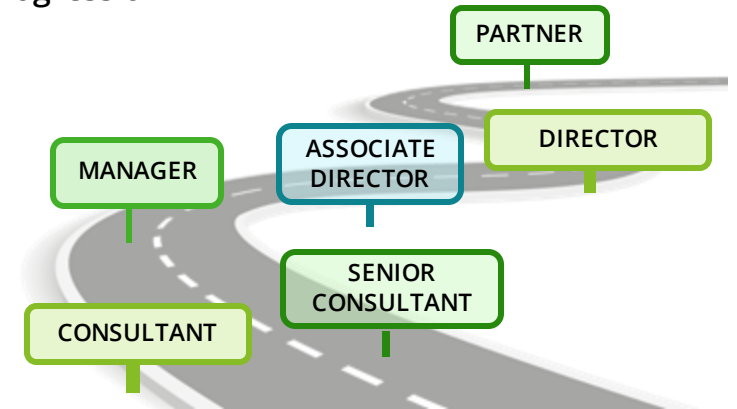 PARTNER
DIRECTOR
ASSOCIATE
DIRECTOR
MANAGER
SENIOR
CONSULTANT
CONSULTANT